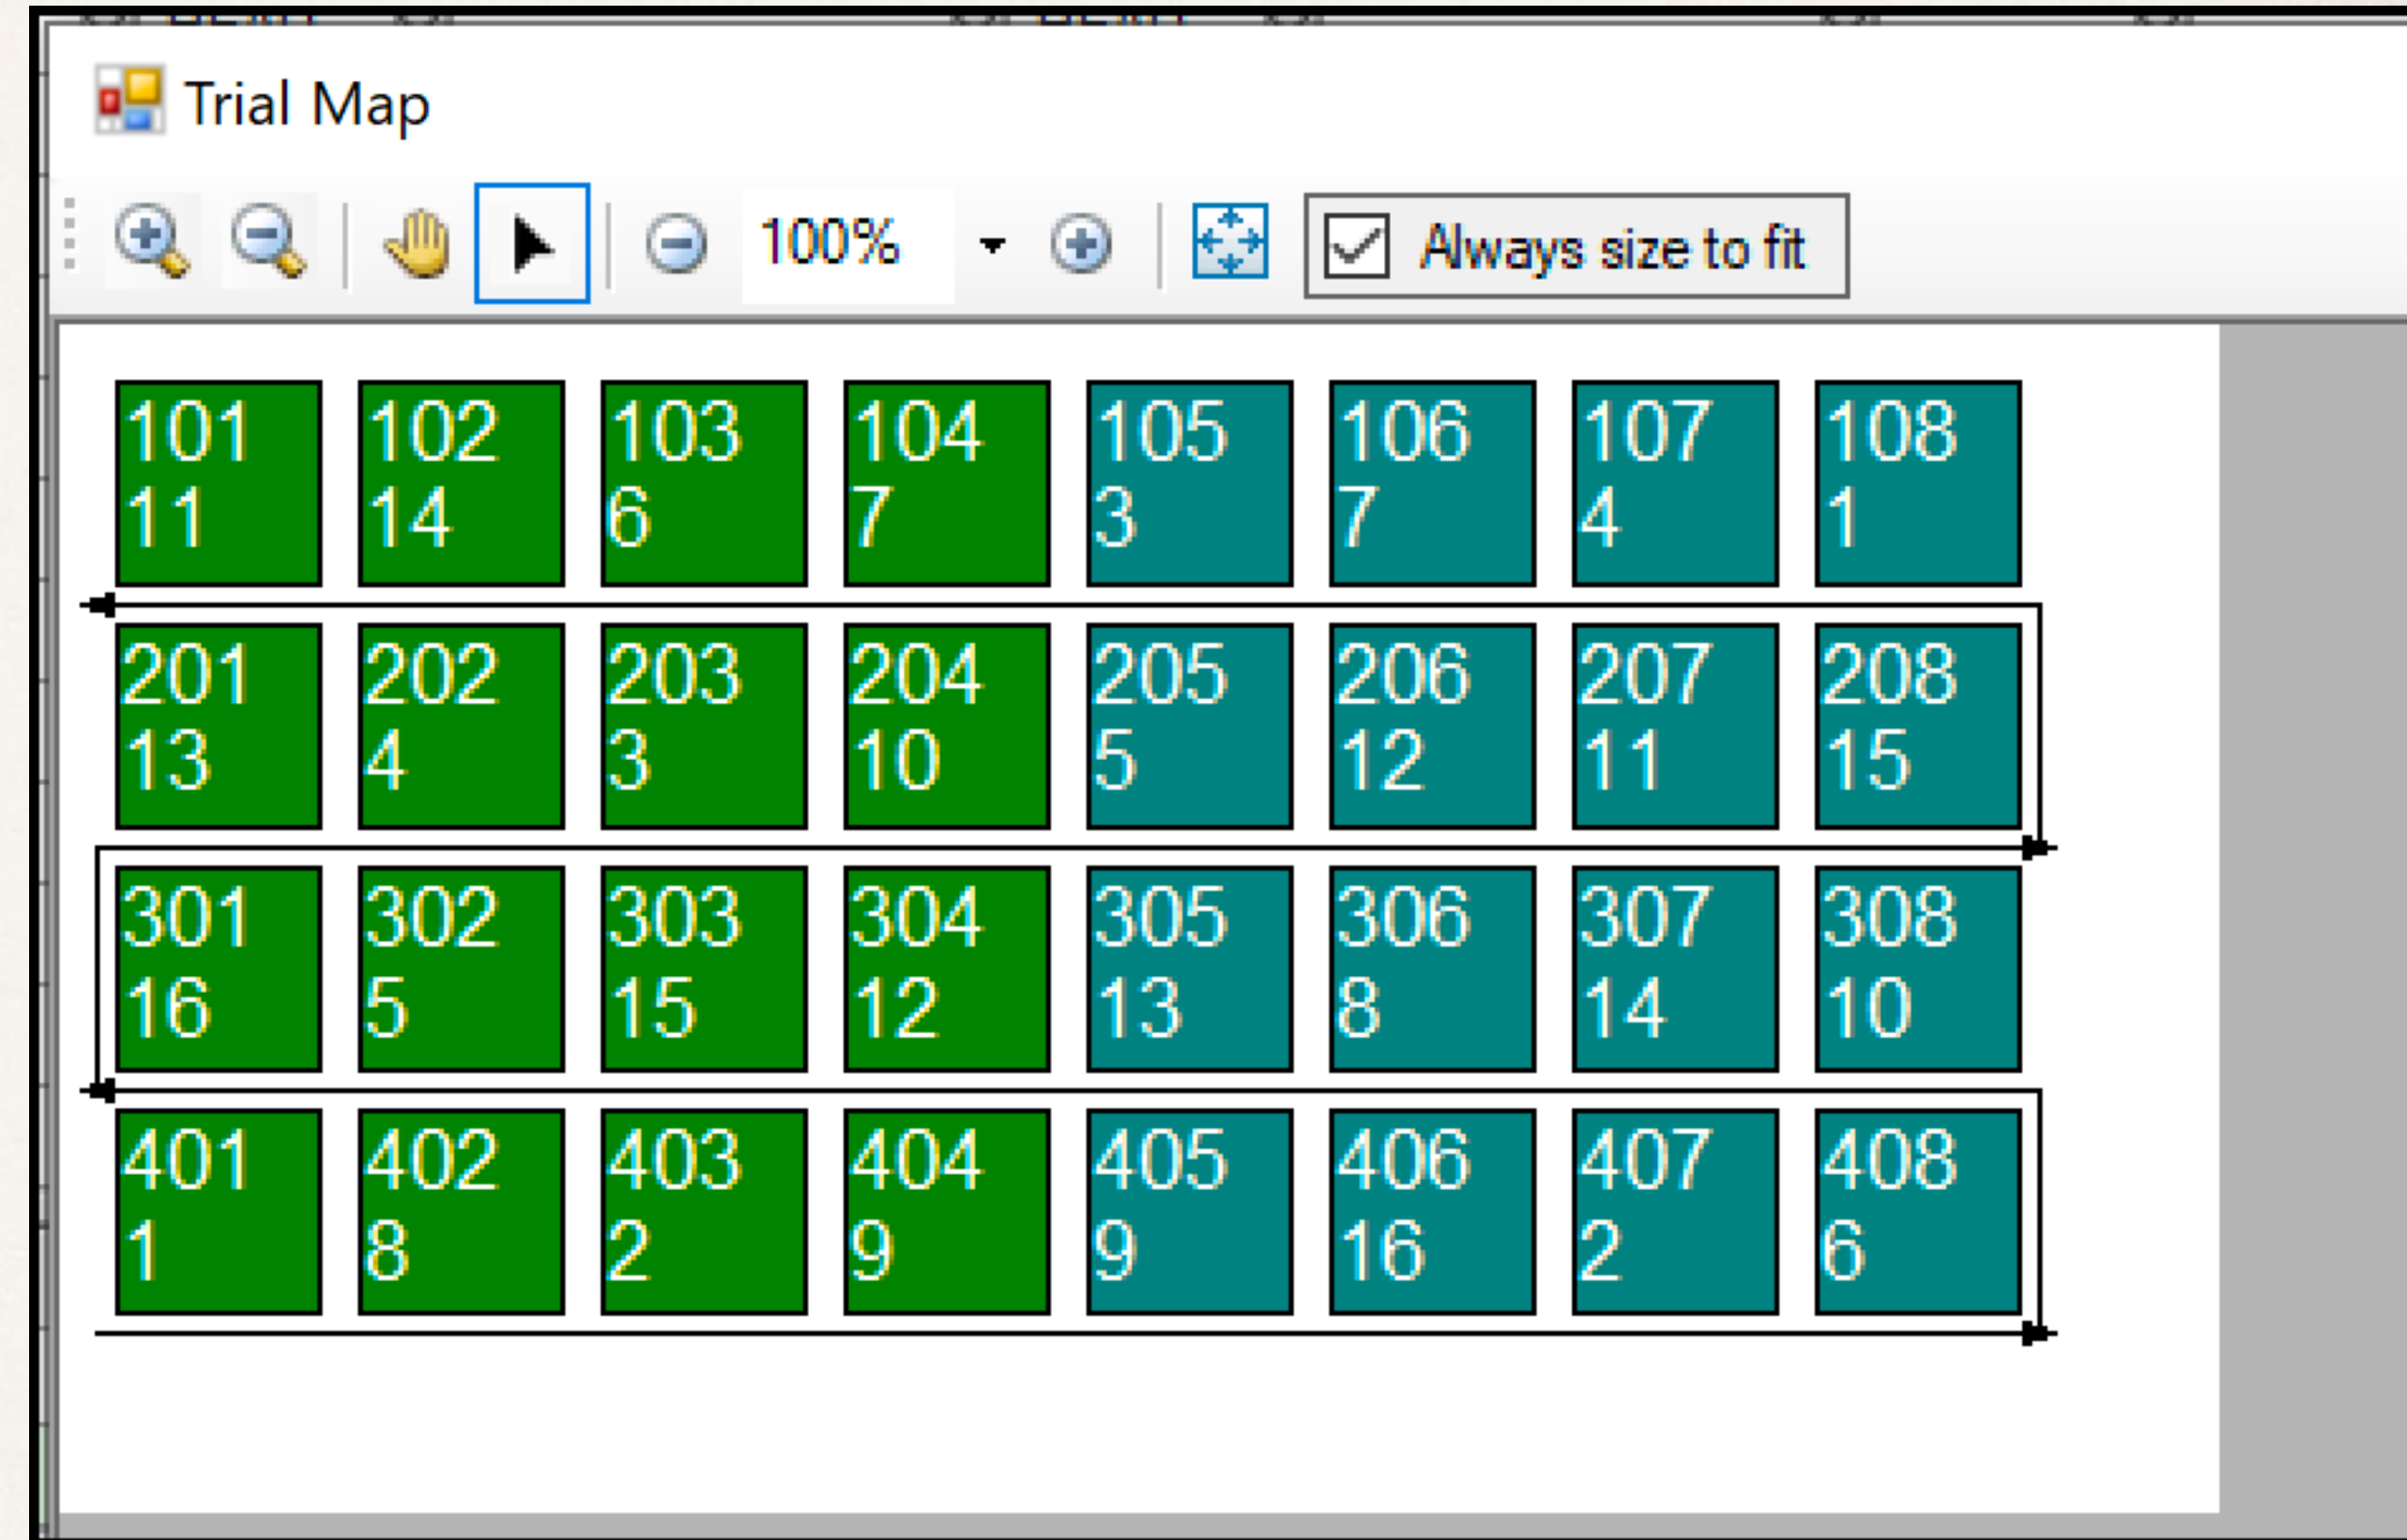 Trial Map
100% Always size to fit
101 102 103 104 105 106 107 108
11 14 6 7 3 7 4 1
201 202 203 204 205 206 207 208
13 4 3 10 5 12 11 15
301 302 303 304 305 306 307 308
16 5 15 12 13 8 14 10
401 402 403 404 405 406 407 408
1 8 2 9 9 16 2 6